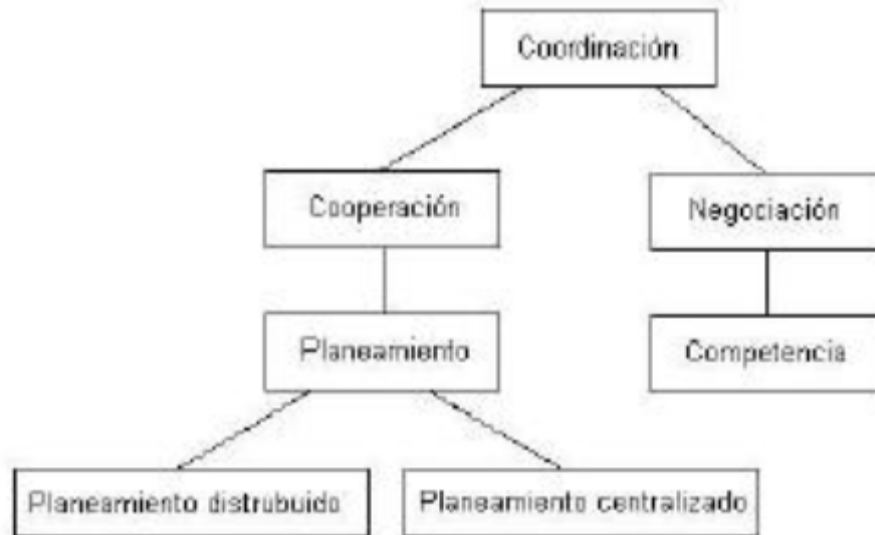 Coordinación
Cooperación
Negociación
Planeamiento
Competencia
Planeamiento distrubuido
Planeamiento centralizado